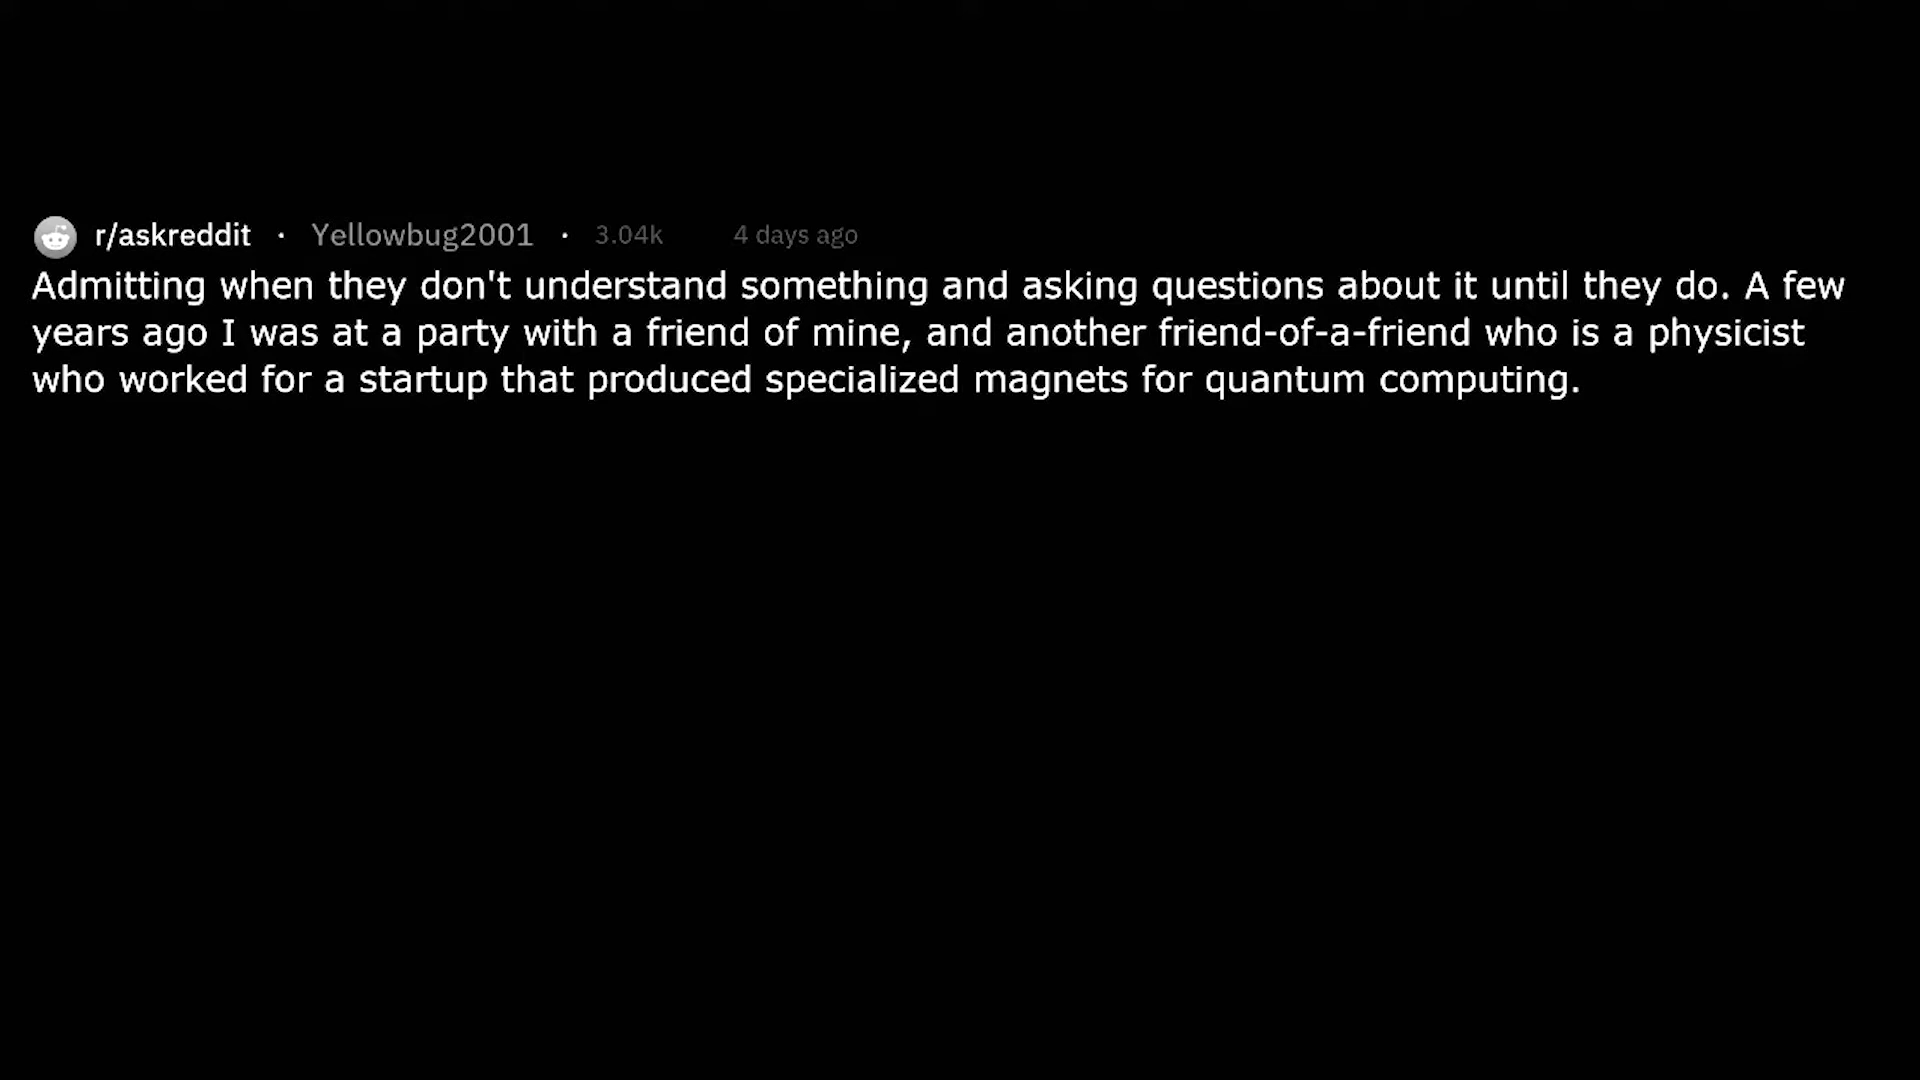 r/askreddit · Yellowbug2001 · 3.04k 4 days ago
Admitting when they don't understand something and asking questions about it until they do. A few
years ago I was at a party with a friend of mine, and another friend-of-a-friend who is a physicist
who worked for a startup that produced specialized magnets for quantum computing.